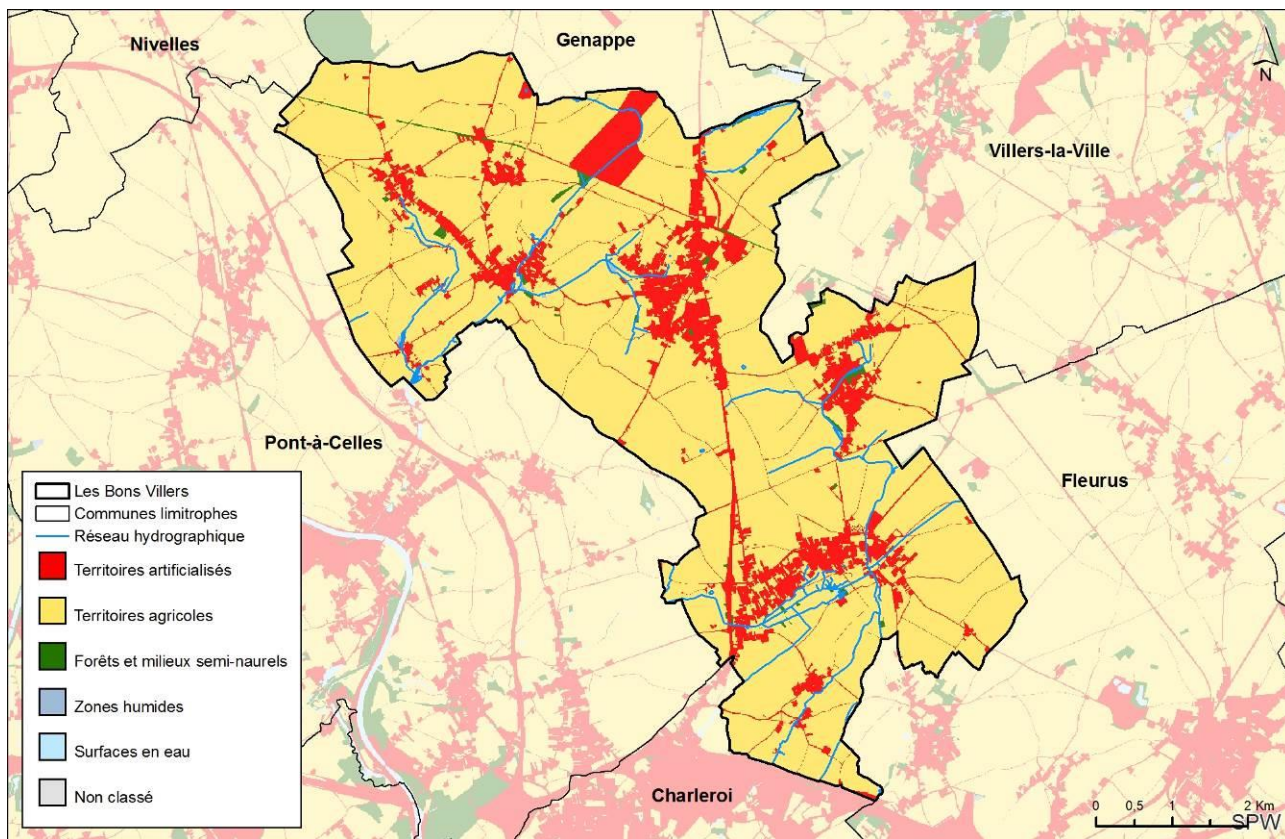 Nivelles
Genappe
N
Villers-la-Ville
Pont-à-Celles
Fleurus
Les Bons Villers
Communes limitrophes
Réseau hydrographique
Territoires artificialisés
Territoires agricoles
Forêts et milieux semi-naurels
Zones humides
Surfaces en eau
Non classé
Charleroi
0 0,5 1 2 Km
SPW